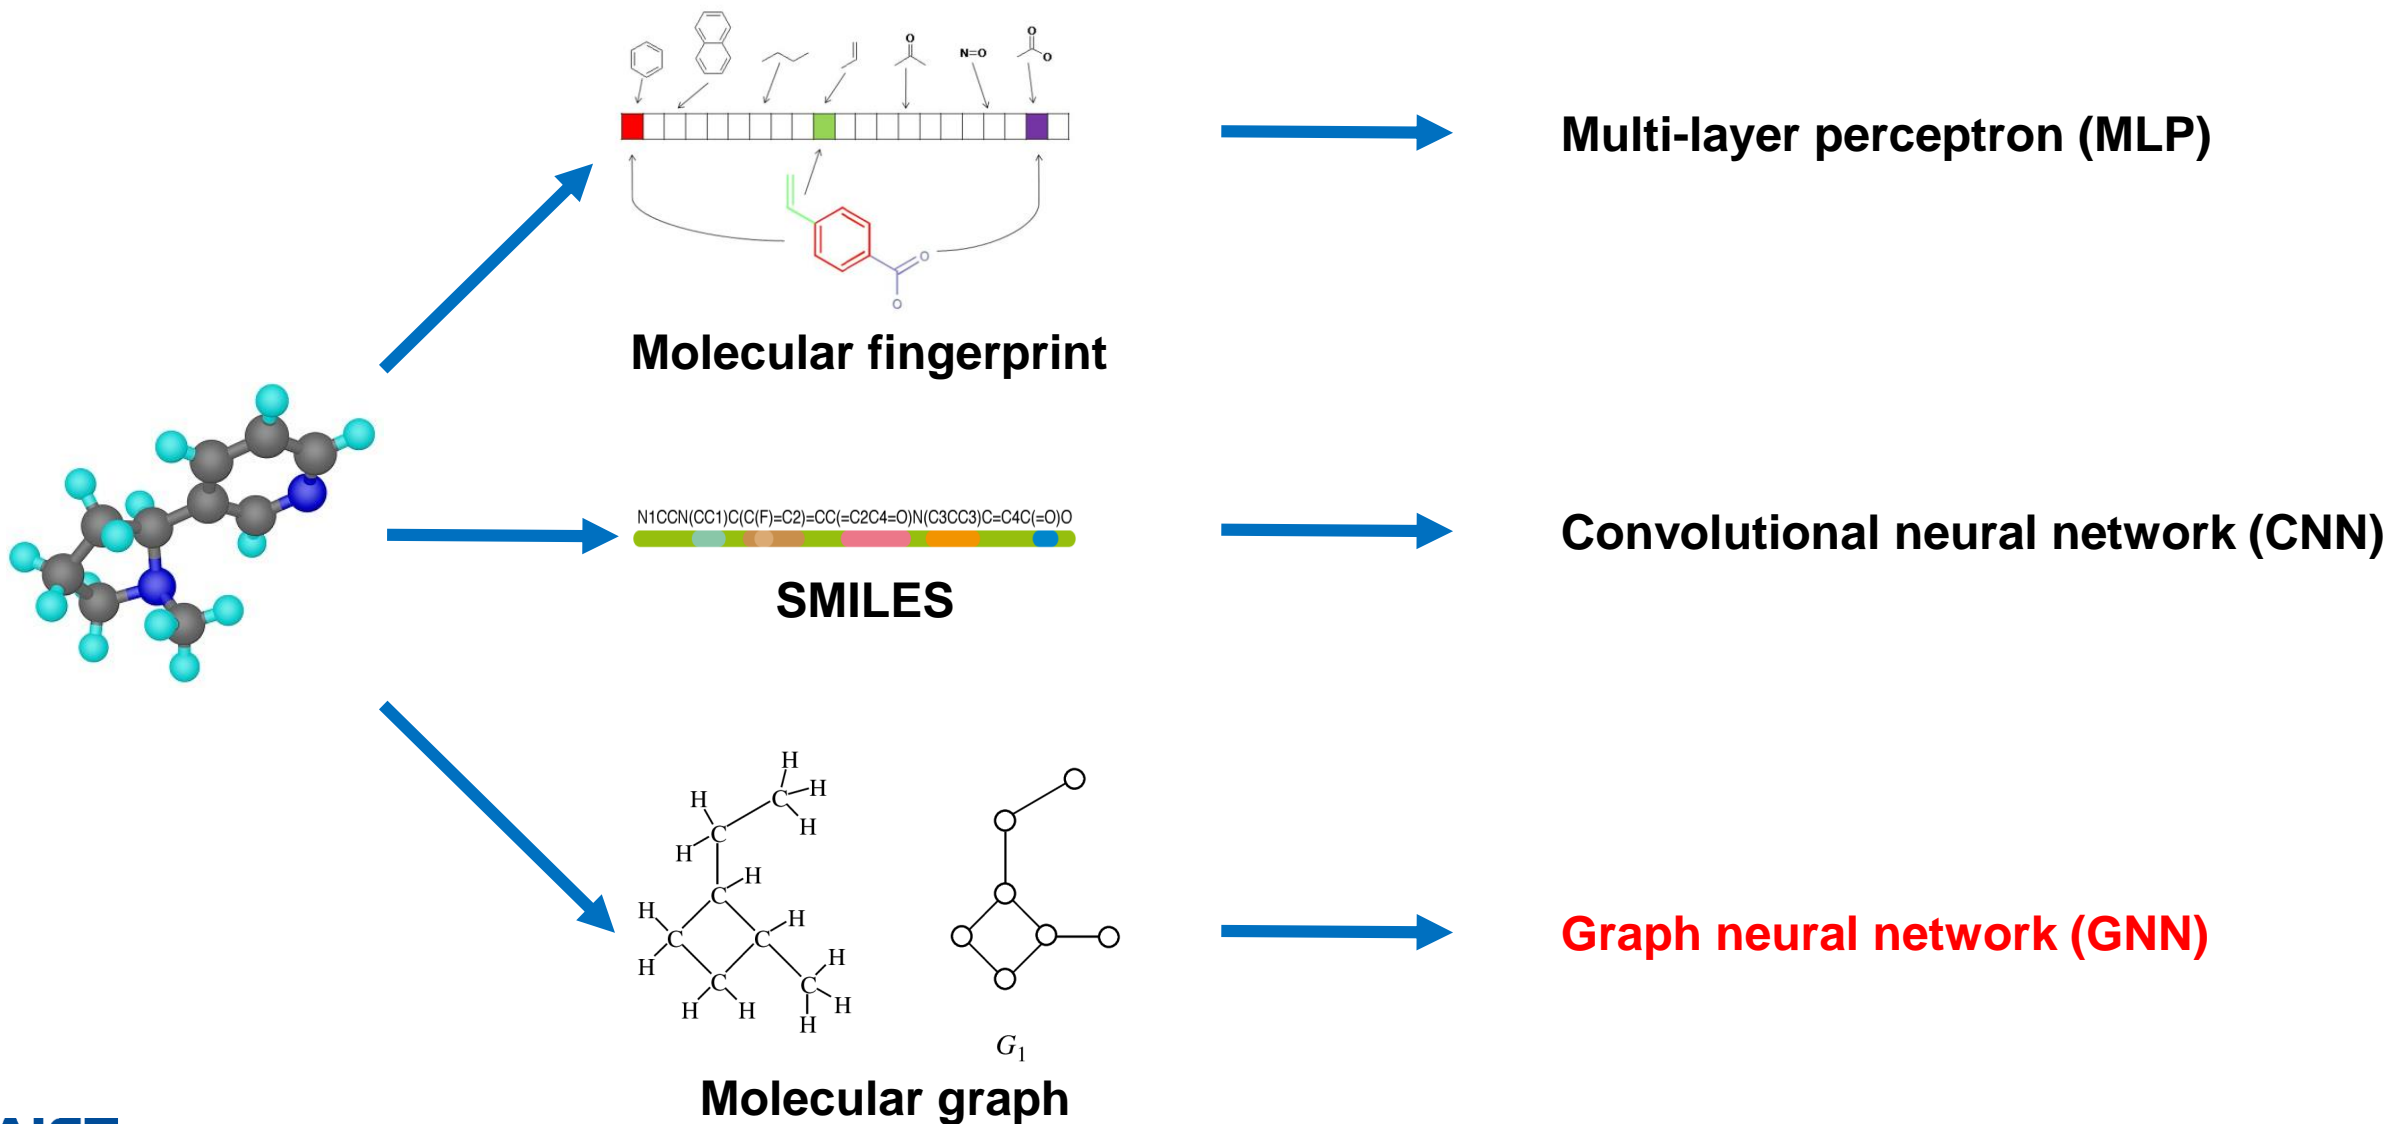 O
N=O
O
O
Multi-layer perceptron (MLP)
O
O
Molecular fingerprint
N1CCN(CC1)C(C(F)=C2)=CC(=C2C4=O)N(C3CC3)C=C4C(=O)O
Convolutional neural network (CNN)
SMILES
H
H
C
H
H
C
H
H
C
H
H
C
H
C
H
H
C
H
C
H
H
H
H
H
G1
Graph neural network (GNN)
Molecular graph